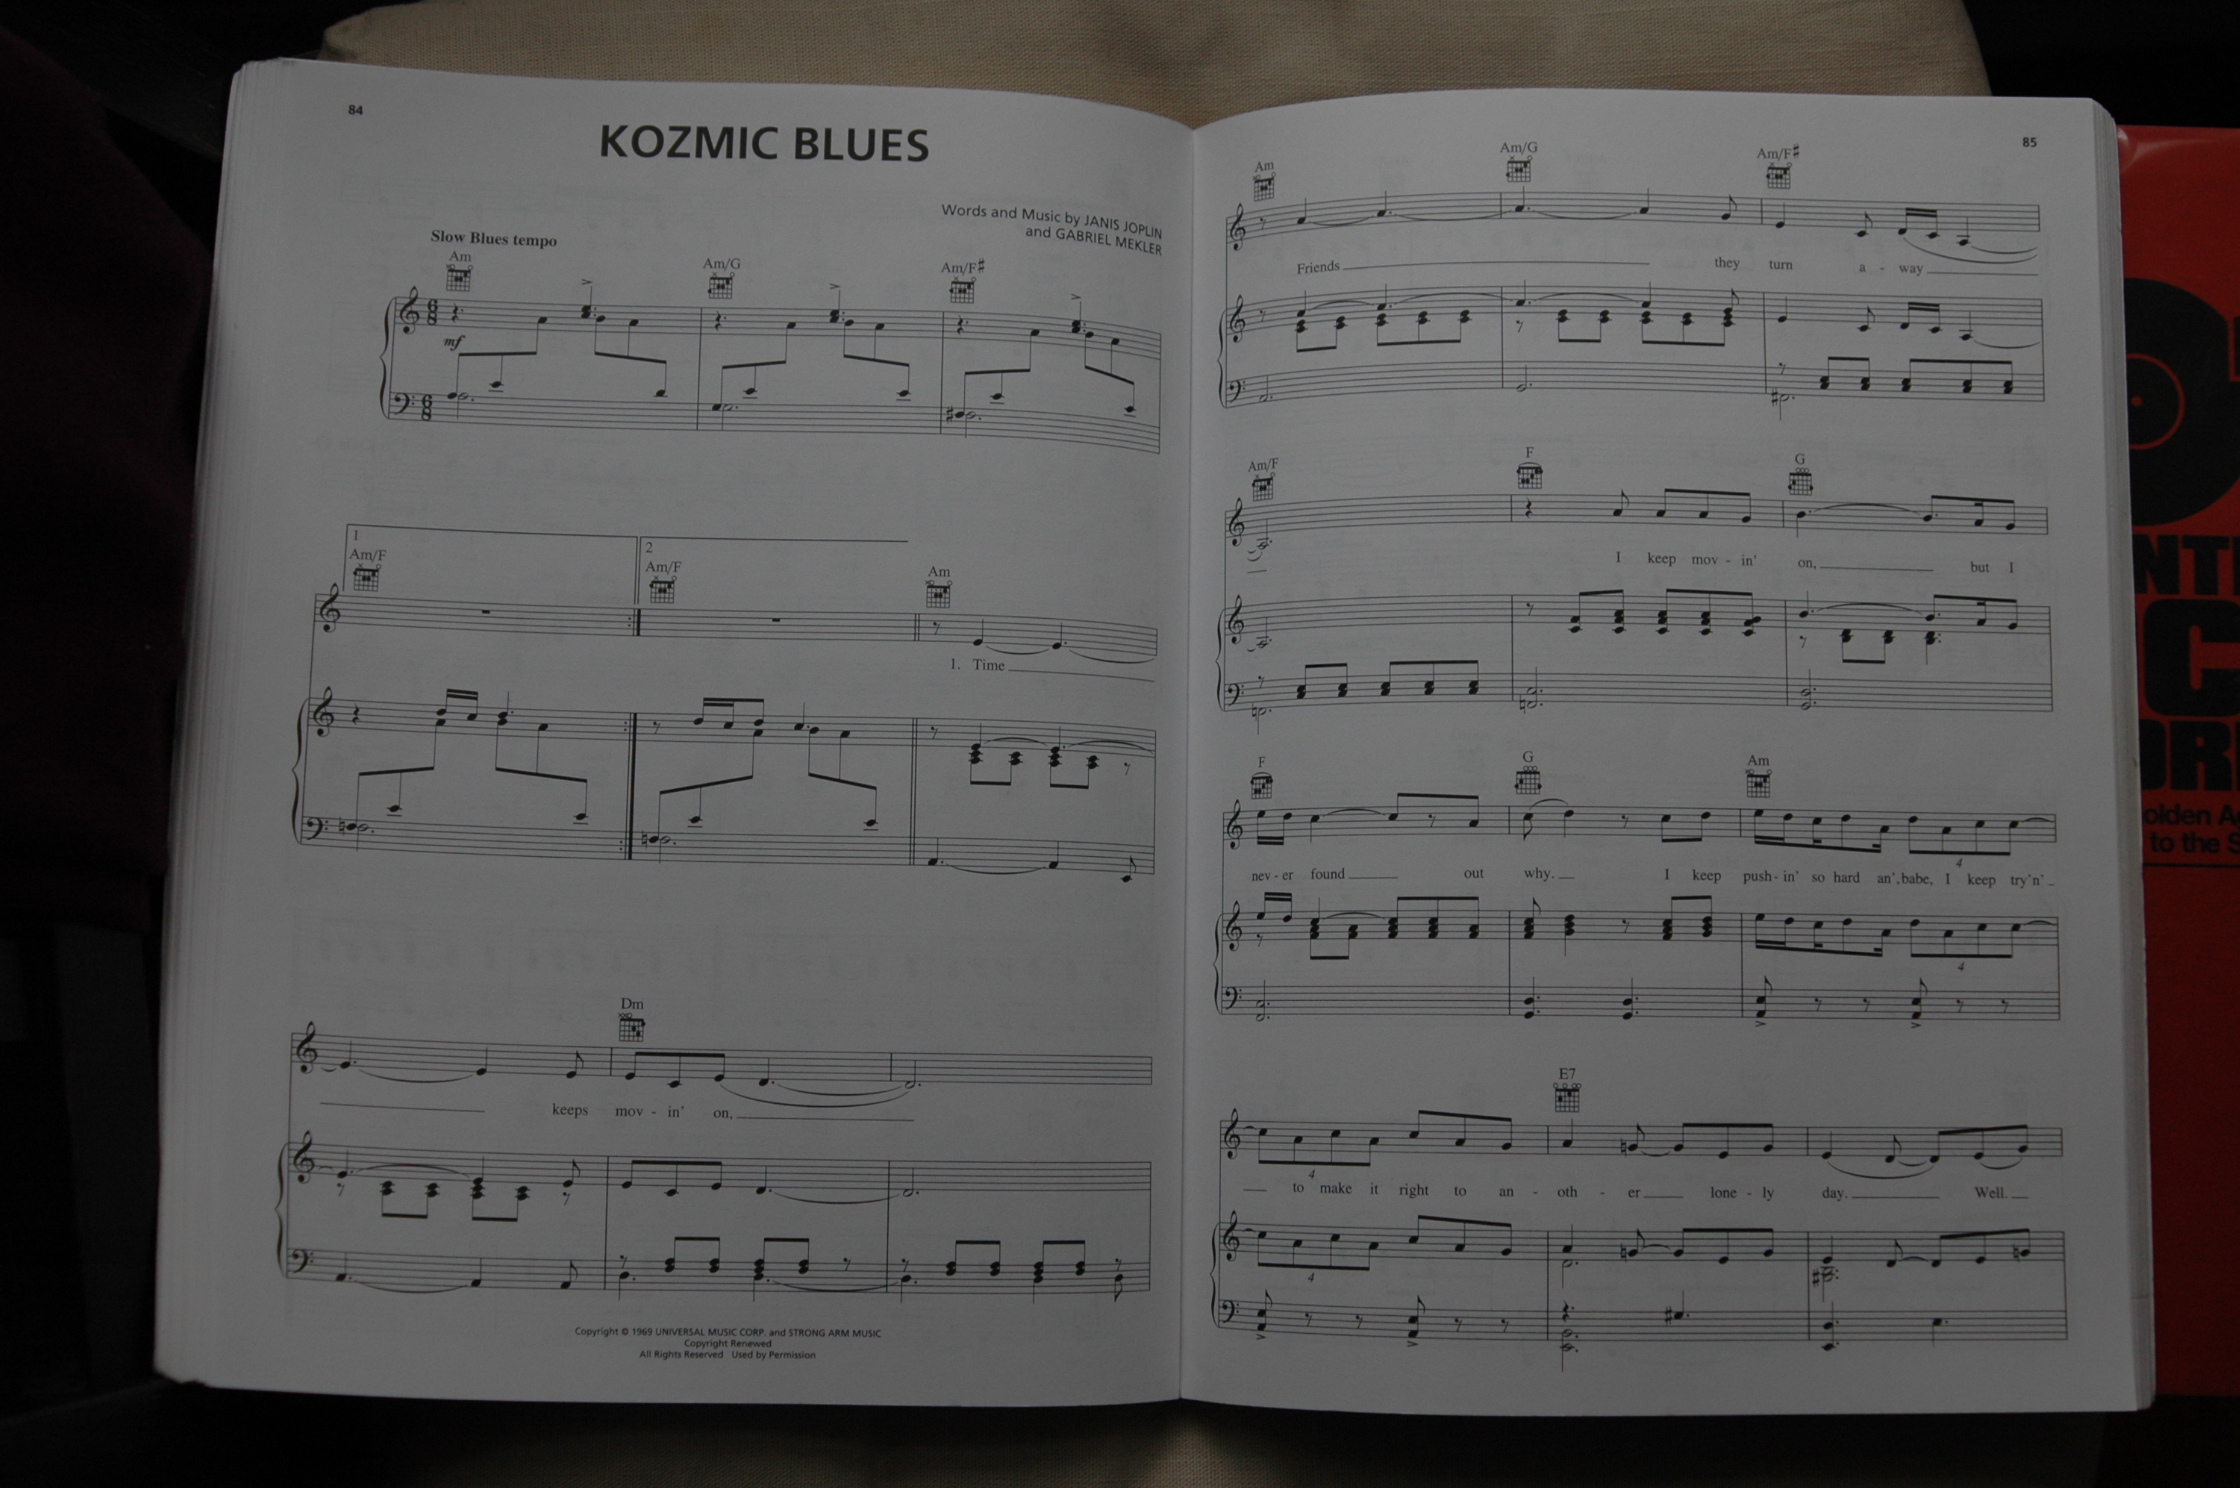 84
KOZMIC BLUES
Words and Music by JANIS JOPLIN
and GABRIEL MEKLER
Slow Blues tempo
Am Am/G Am/F♯
6 8
mf
6 8
1 2
Am/F Am/F Am
1. Time
Dm
keeps mov - in' on,
Copyright © 1969 UNIVERSAL MUSIC CORP. and STRONG ARM MUSIC
Copyright Renewed
All Rights Reserved Used by Permission
85
Am Am/G Am/F♯
Friends they turn a - way
Am/F F G
I keep mov - in' on, but I
F G Am
4
nev - er found out why. I keep push - in' so hard an', babe, I keep try'n'
4
E7
4
to make it right to an - oth - er lone - ly day. Well.
4